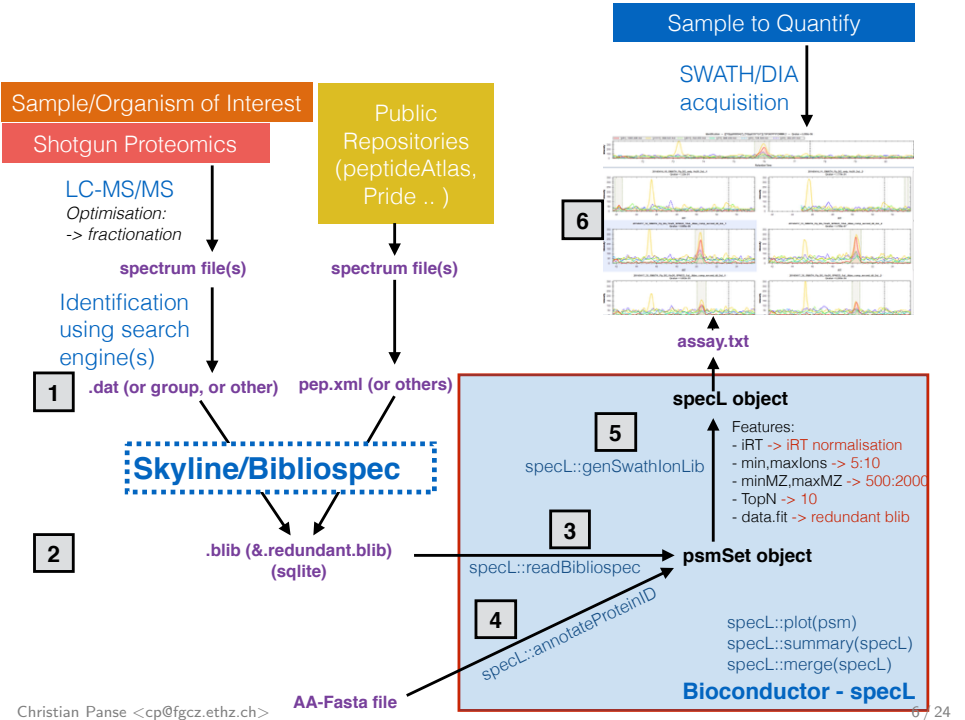 Sample to Quantify
SWATH/DIA
acquisition
Sample/Organism of Interest
Shotgun Proteomics
Public
Repositories
(peptideAtlas,
Pride .. )
LC-MS/MS
Optimisation:
-> fractionation
spectrum file(s)
spectrum file(s)
Identification
using search
engine(s)
1
.dat (or group, or other)
pep.xml (or others)
Skyline/Bibliospec
2
.blib (&.redundant.blib)
(sqlite)
AA-Fasta file
6
assay.txt
specL object
5
specL::genSwathIonLib
Features:
- iRT -> iRT normalisation
- min,maxIons -> 5:10
- minMZ,maxMZ -> 500:2000
- TopN -> 10
- data.fit -> redundant blib
3
specL::readBibliospec
psmSet object
4
specL::annotateProteinID
specL::plot(psm)
specL::summary(specL)
specL::merge(specL)
Bioconductor - specL
Christian Panse <cp@fgcz.ethz.ch>
6 / 24